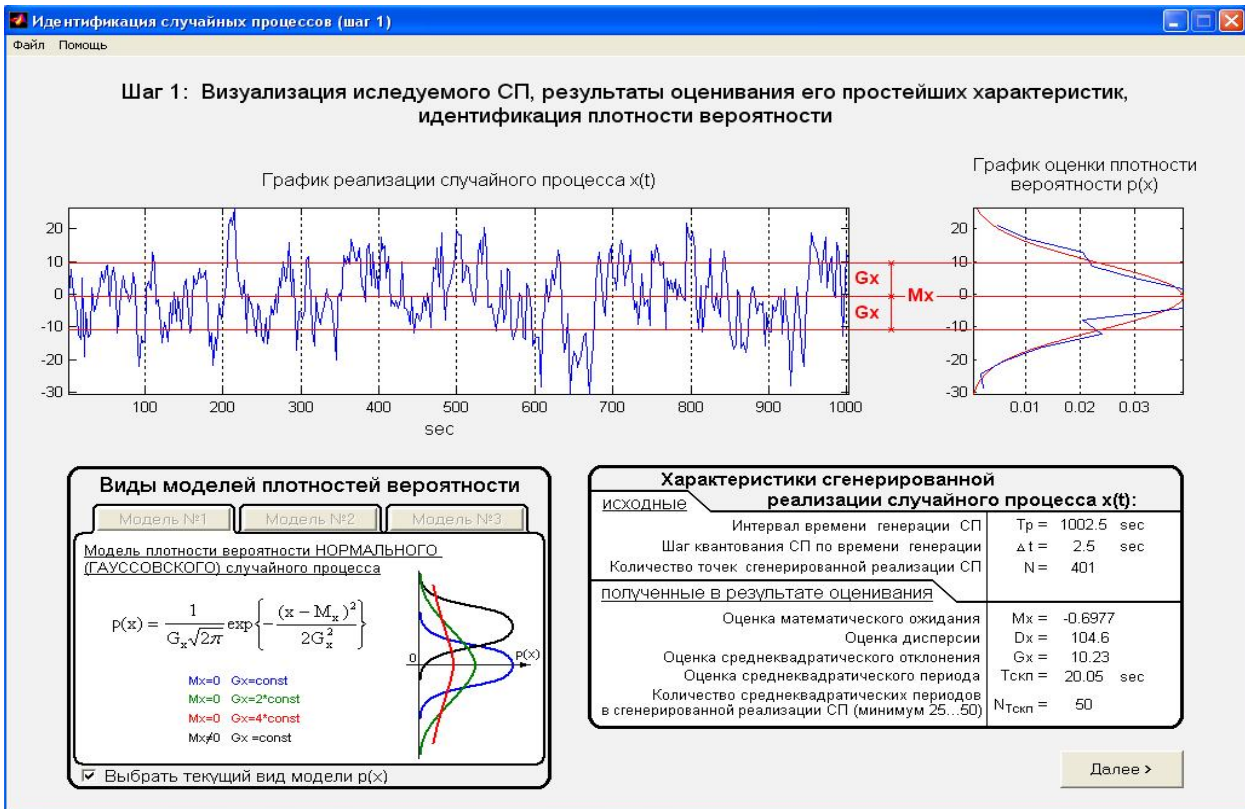 Идентификация случайных процессов (шаг 1)
Файл Помощь
Шаг 1: Визуализация иследуемого СП, результаты оценивания его простейших характеристик,
идентификация плотности вероятности
График реализации случайного процесса x(t)
20
10
0
-10
-20
-30
100 200 300 400 500 600 700 800 900 1000
sec
Gx
Mx
Gx
График оценки плотности
вероятности p(x)
20
10
0
-10
-20
-30
0.01 0.02 0.03
Виды моделей плотностей вероятности
Модель №1 Модель №2 Модель №3
Модель плотности вероятности НОРМАЛЬНОГО
(ГАУССОВСКОГО) случайного процесса
p(x) = 1 / (Gx√2π) exp{-(x − Mx)² / 2Gx²}
Mx=0 Gx=const
Mx=0 Gx=2*const
Mx=0 Gx=4*const
Mx≠0 Gx =const
0 p(x)
Выбрать текущий вид модели p(x)
Характеристики сгенерированной
реализации случайного процесса x(t):
исходные
Интервал времени генерации СП Tp = 1002.5 sec
Шаг квантования СП по времени генерации Δ t = 2.5 sec
Количество точек сгенерированной реализации СП N = 401
полученные в результате оценивания
Оценка математического ожидания Mx = -0.6977
Оценка дисперсии Dx = 104.6
Оценка среднеквадратического отклонения Gx = 10.23
Оценка среднеквадратического периода Тскп = 20.05 sec
Количество среднеквадратических периодов
в сгенерированной реализации СП (минимум 25...50) NТскп = 50
Далее >